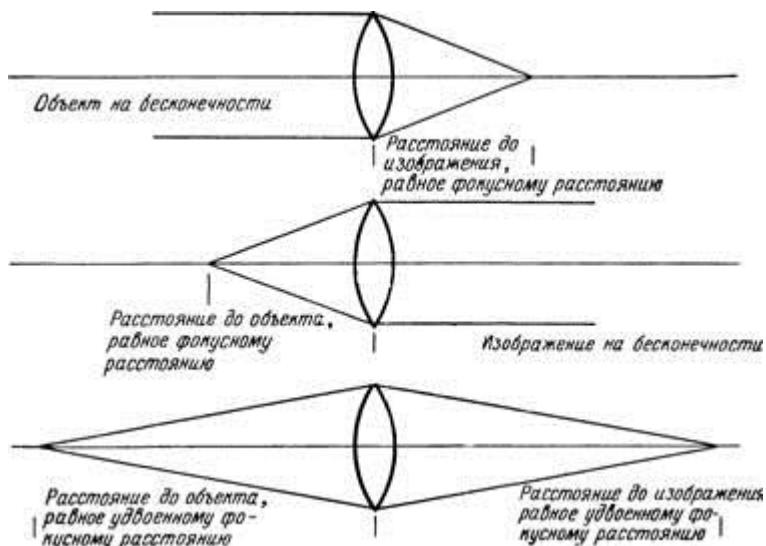 Объект на бесконечности
Расстояние до
изображения,
равное фокусному расстоянию
Расстояние до объекта,
равное фокусному
расстоянию
Изображение на бесконечности
Расстояние до объекта,
равное удвоенному фо-
кусному расстоянию
Расстояние до изображения
равное удвоенному фо-
кусному расстоянию